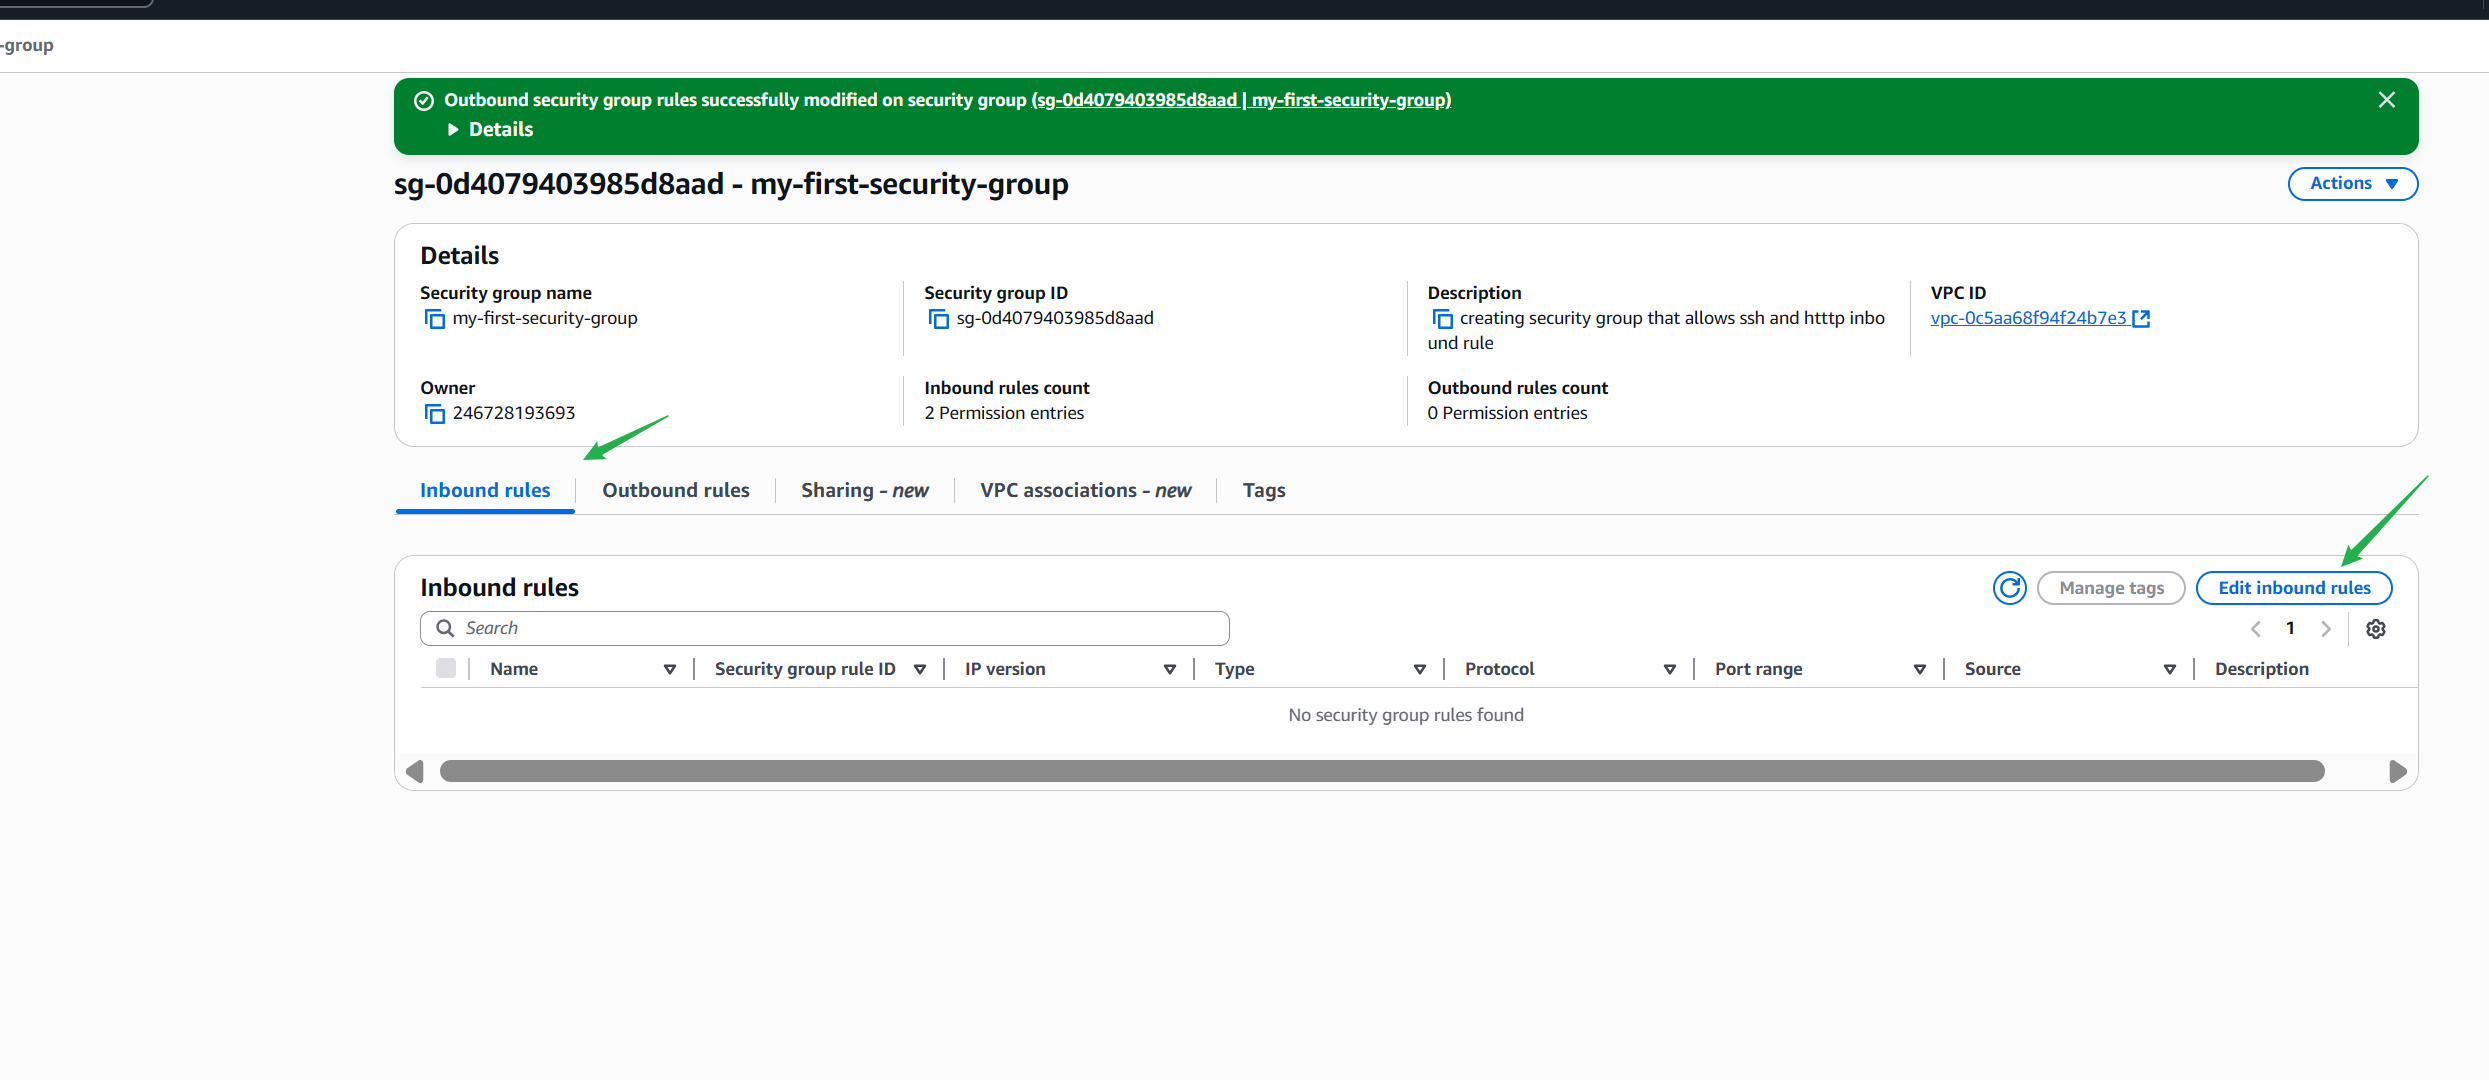 -group
Outbound security group rules successfully modified on security group (sg-0d4079403985d8aad | my-first-security-group)
Details
sg-0d4079403985d8aad - my-first-security-group
Actions
Details
Security group name
my-first-security-group
Security group ID
sg-0d4079403985d8aad
Description
creating security group that allows ssh and htttp inbo
und rule
VPC ID
vpc-0c5aa68f94f24b7e3
Owner
246728193693
Inbound rules count
2 Permission entries
Outbound rules count
0 Permission entries
Inbound rules
Outbound rules
Sharing - new
VPC associations - new
Tags
Inbound rules
Manage tags
Edit inbound rules
Search
1
Name
Security group rule ID
IP version
Type
Protocol
Port range
Source
Description
No security group rules found